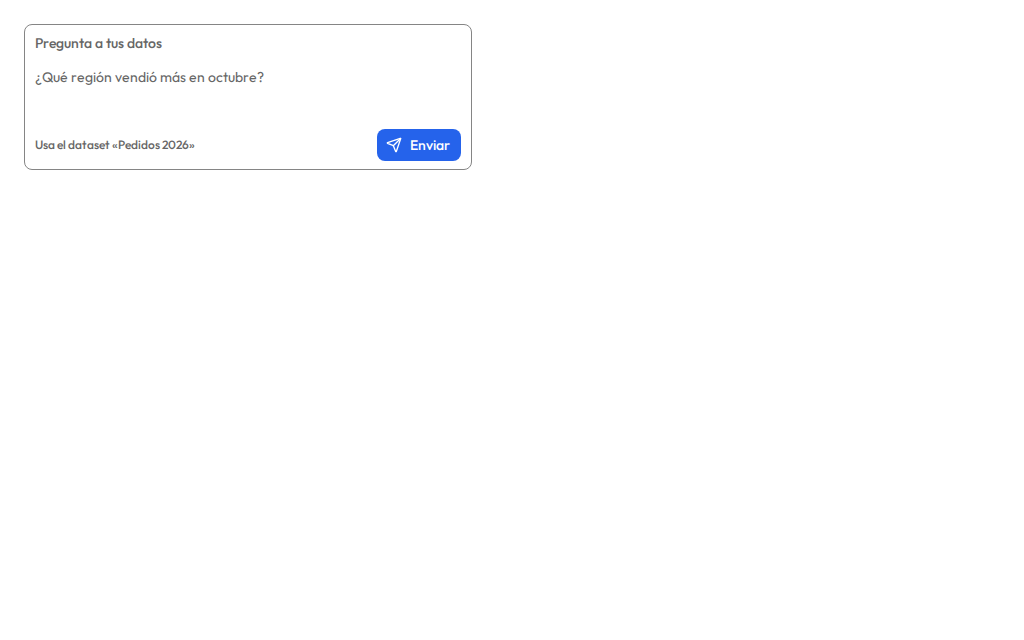 Pregunta a tus datos
¿Qué región vendió más en octubre?
Usa el dataset «Pedidos 2026»
Enviar